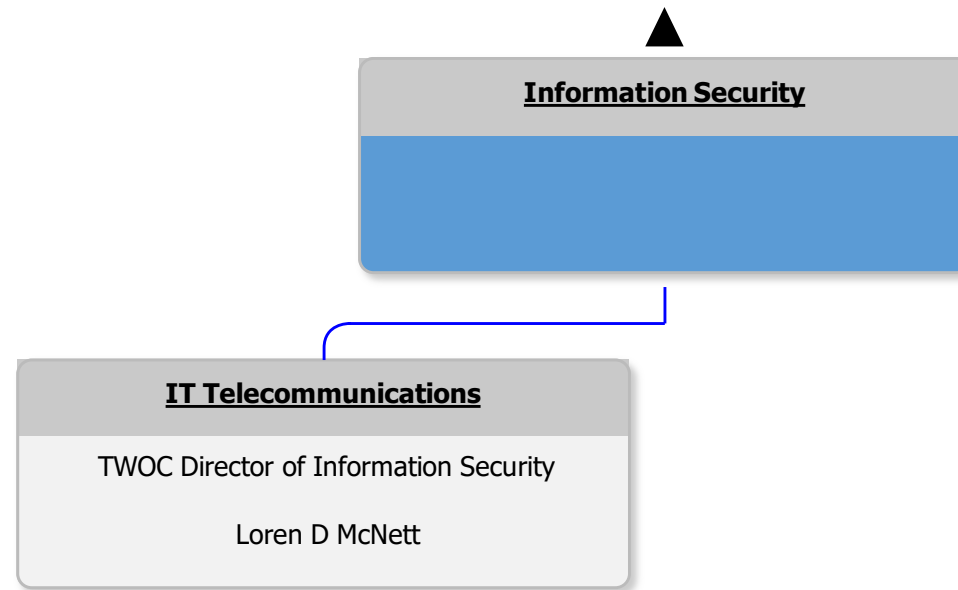 Information Security
IT Telecommunications
TWOC Director of Information Security
Loren D McNett